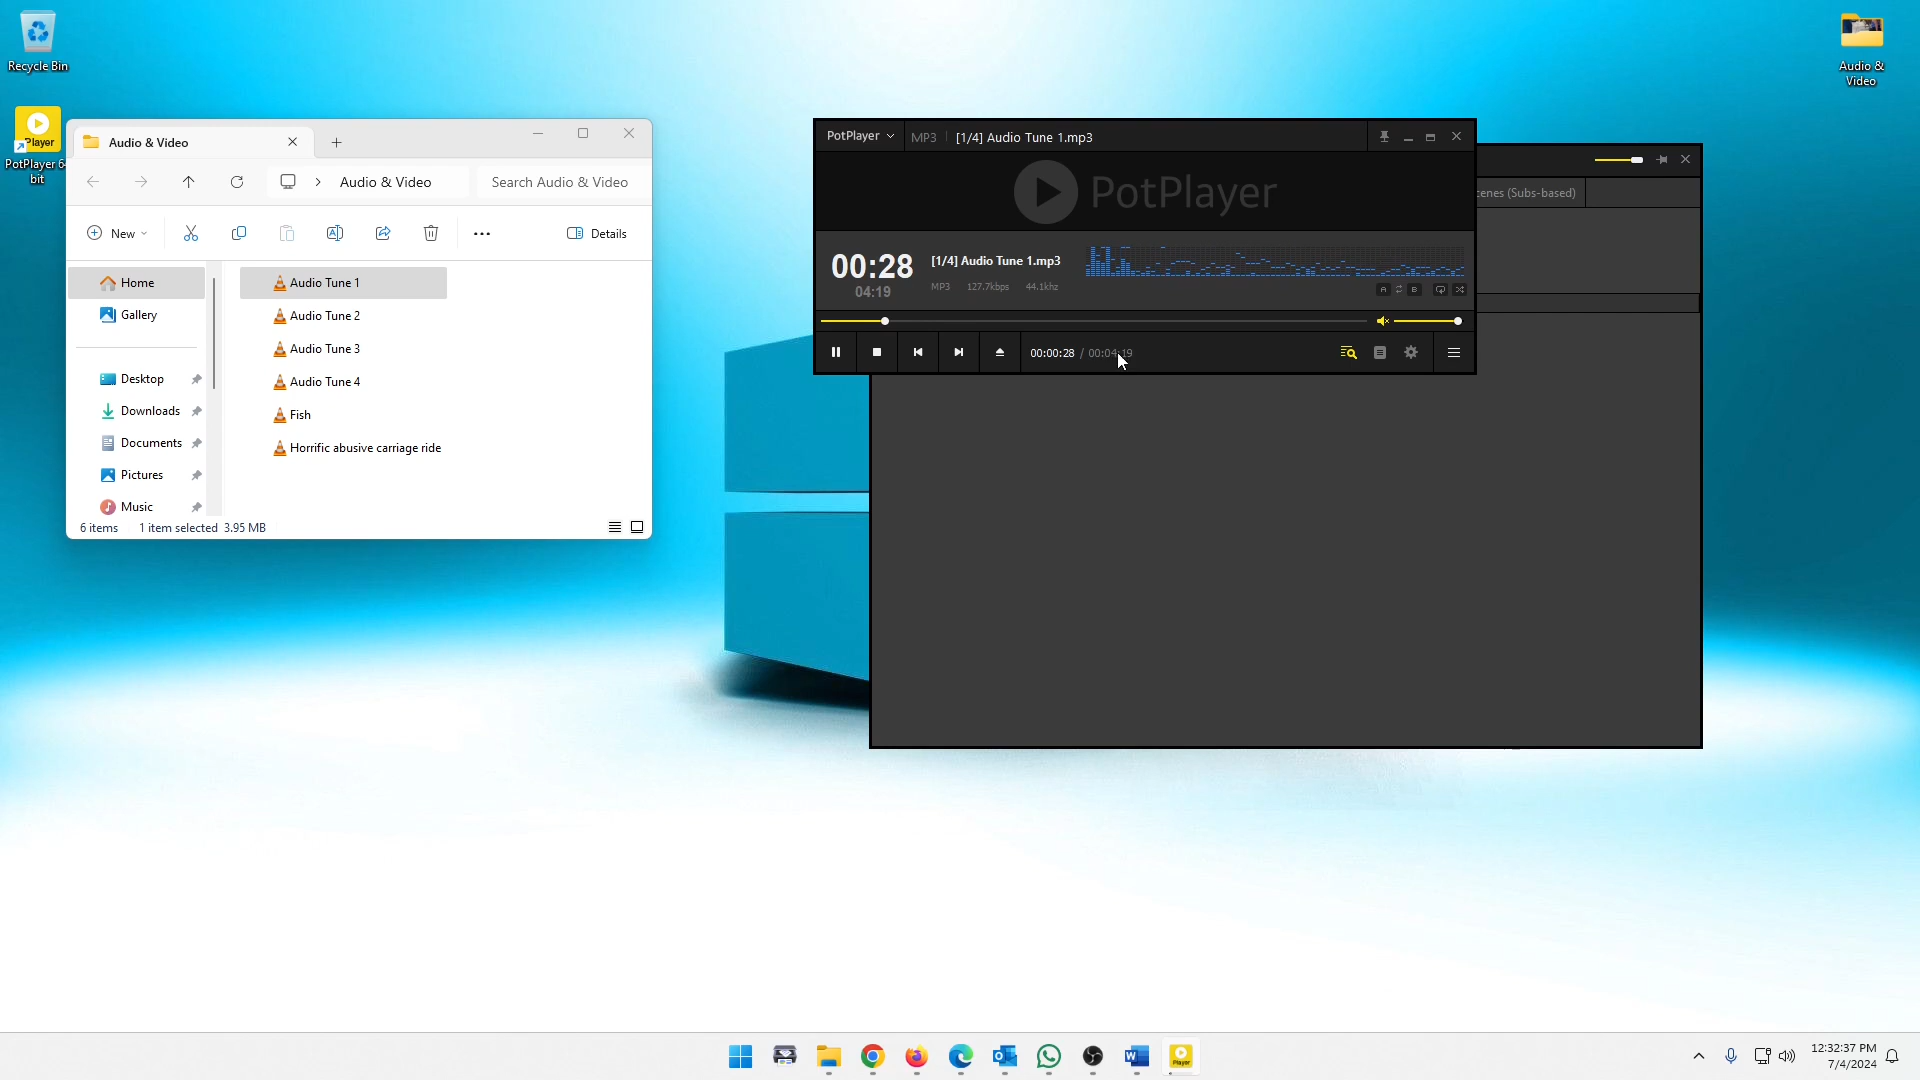 Recycle Bin
Player
PotPlayer 64
bit
Audio &
Video
Audio & Video
Audio & Video
Search Audio & Video
New
Details
Home
Gallery
Desktop
Downloads
Documents
Pictures
Music
Audio Tune 1
Audio Tune 2
Audio Tune 3
Audio Tune 4
Fish
Horrific abusive carriage ride
6 items 1 item selected 3.95 MB
PotPlayer MP3 [1/4] Audio Tune 1.mp3
PotPlayer
00:28
04:19
[1/4] Audio Tune 1.mp3
MP3 127.7kbps 44.1khz
A B
00:00:28 / 00:04:19
cenes (Subs-based)
Player
12:32:37 PM
7/4/2024